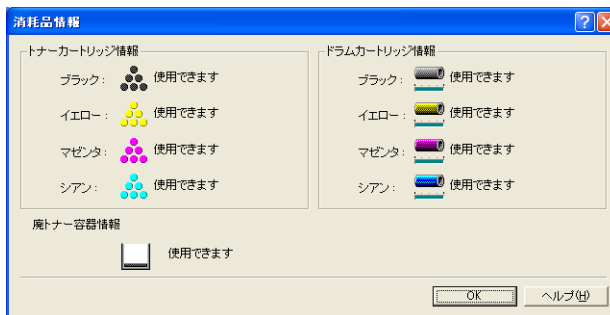 消耗品情報
トナーカートリッジ情報
ブラック： 使用できます
イエロー： 使用できます
マゼンタ： 使用できます
シアン： 使用できます
ドラムカートリッジ情報
ブラック： 使用できます
イエロー： 使用できます
マゼンタ： 使用できます
シアン： 使用できます
廃トナー容器情報
使用できます
OK
ヘルプ(H)